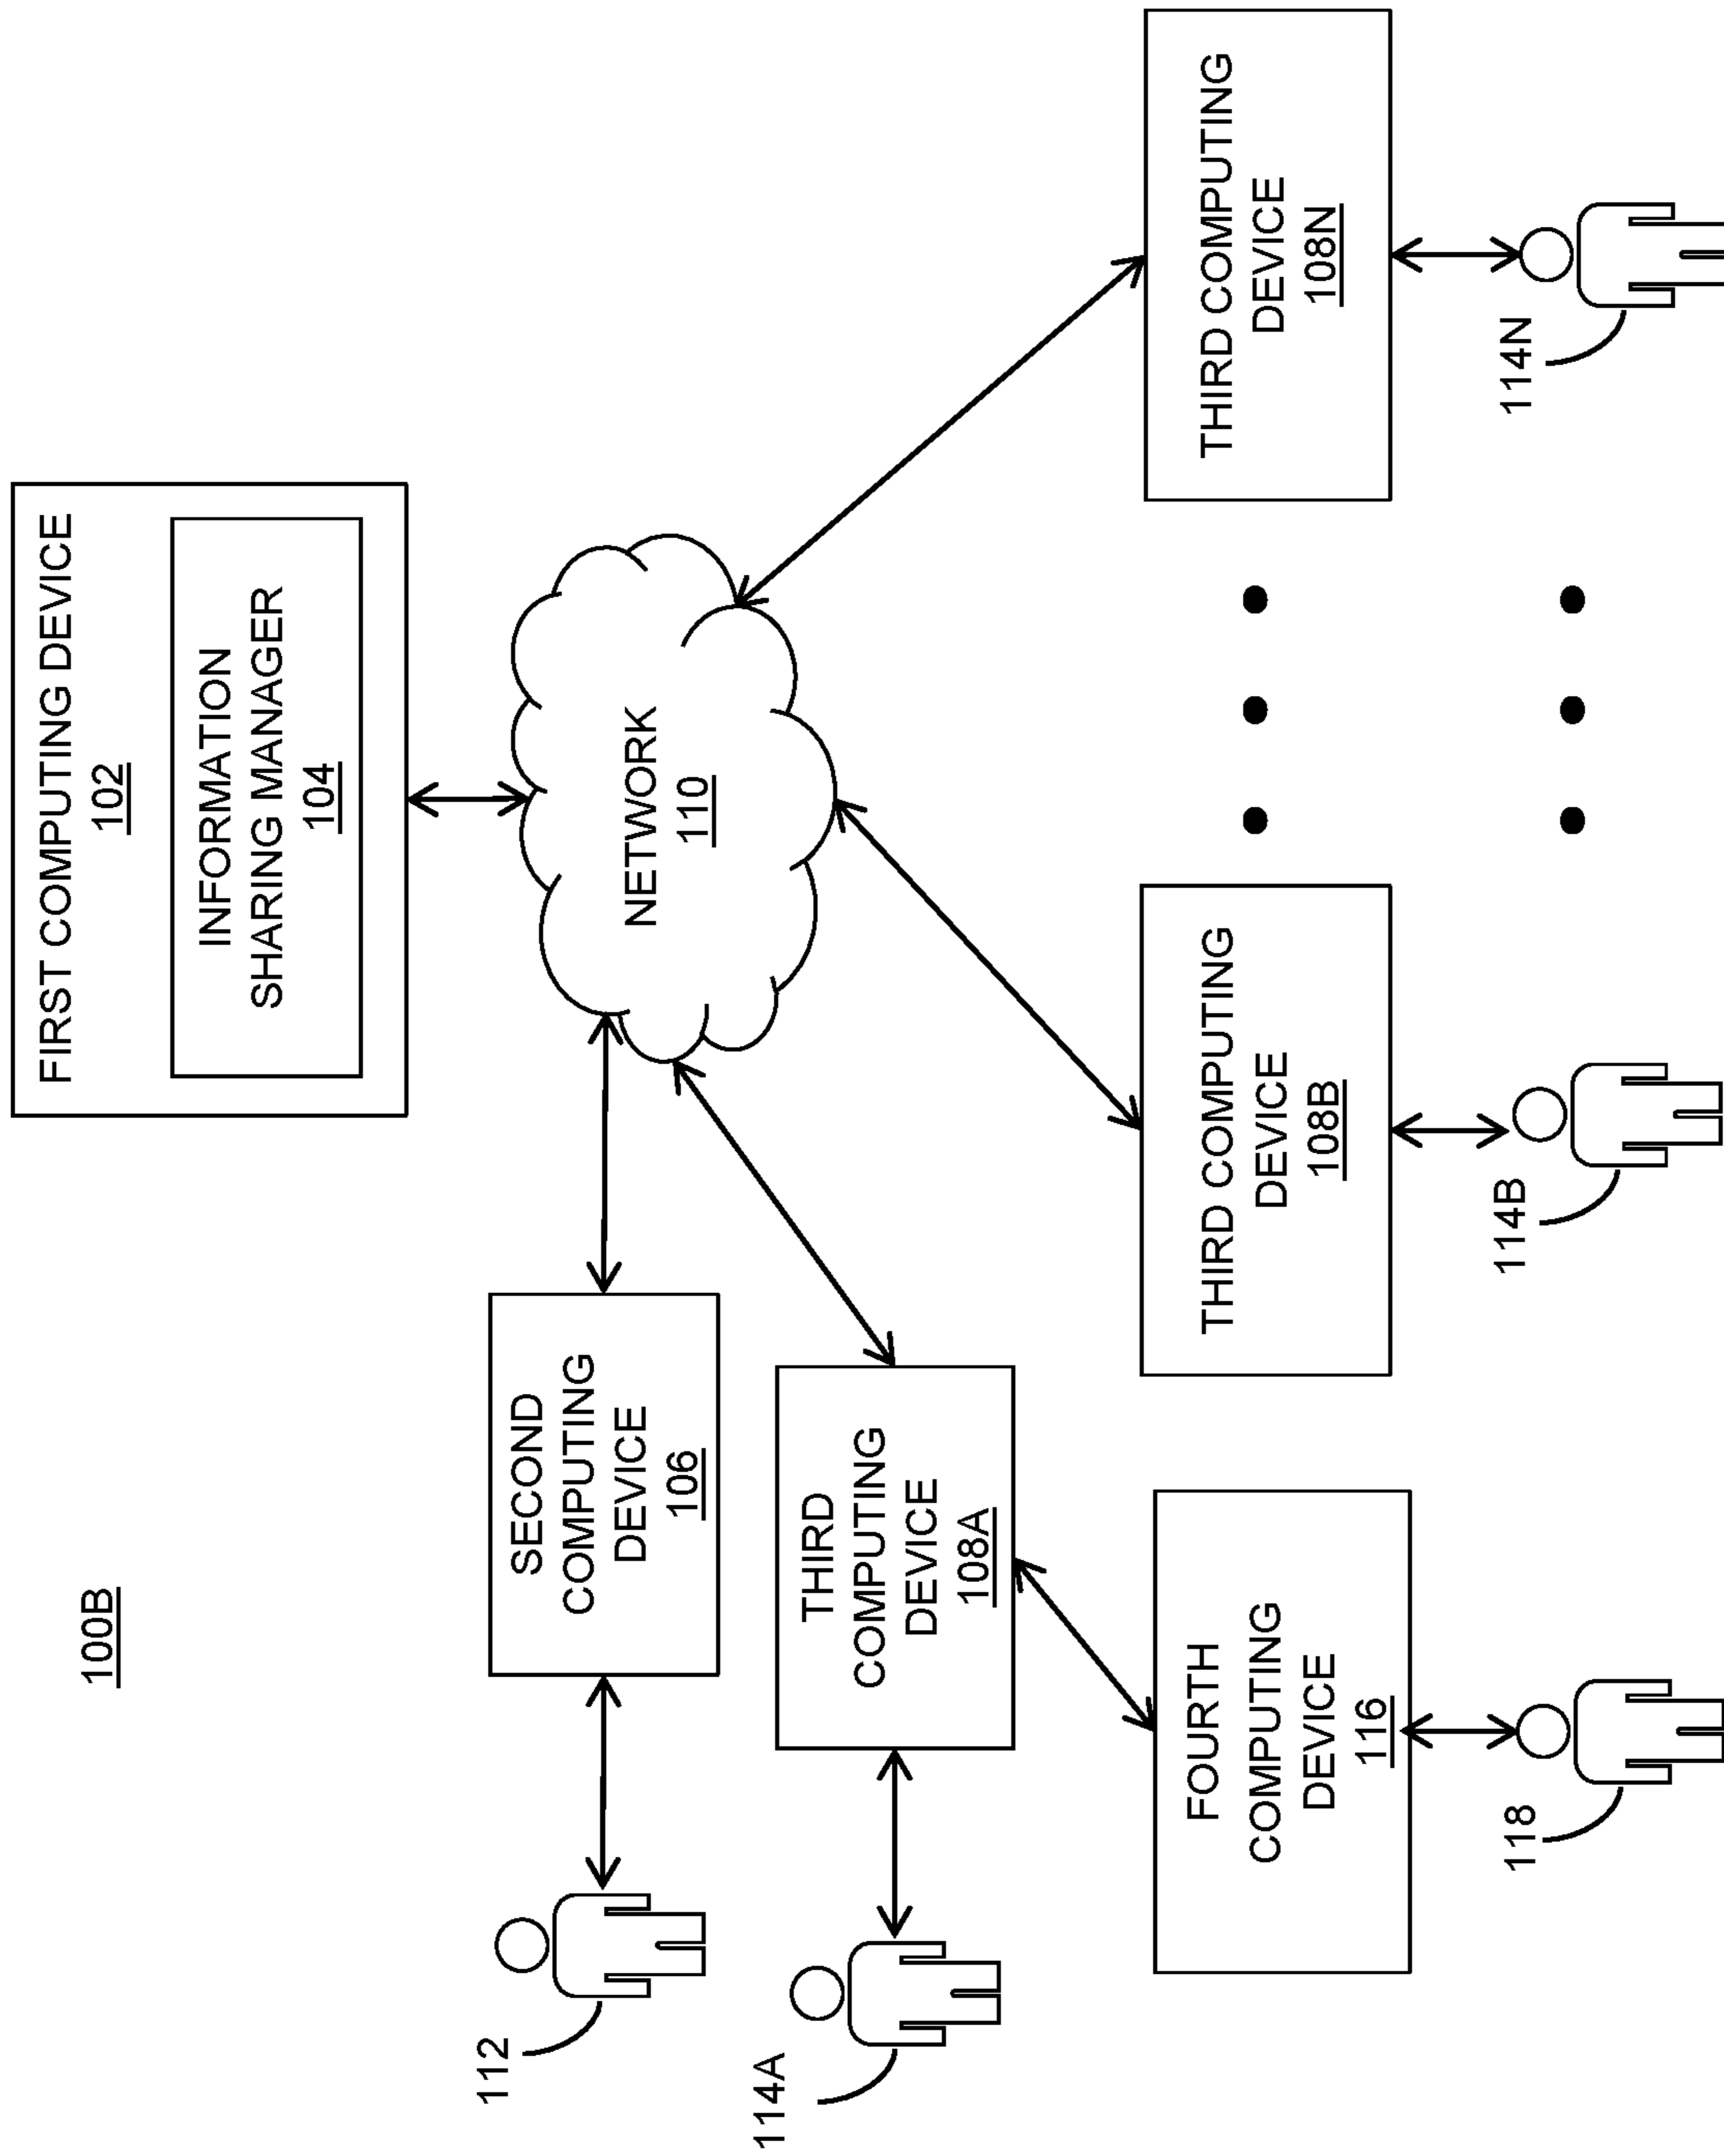 100B
FIRST COMPUTING DEVICE
102
INFORMATION
SHARING MANAGER
104
NETWORK
110
112
SECOND
COMPUTING
DEVICE
106
114A
THIRD
COMPUTING
DEVICE
108A
FOURTH
COMPUTING
DEVICE
116
118
THIRD COMPUTING
DEVICE
108B
114B
THIRD COMPUTING
DEVICE
108N
114N